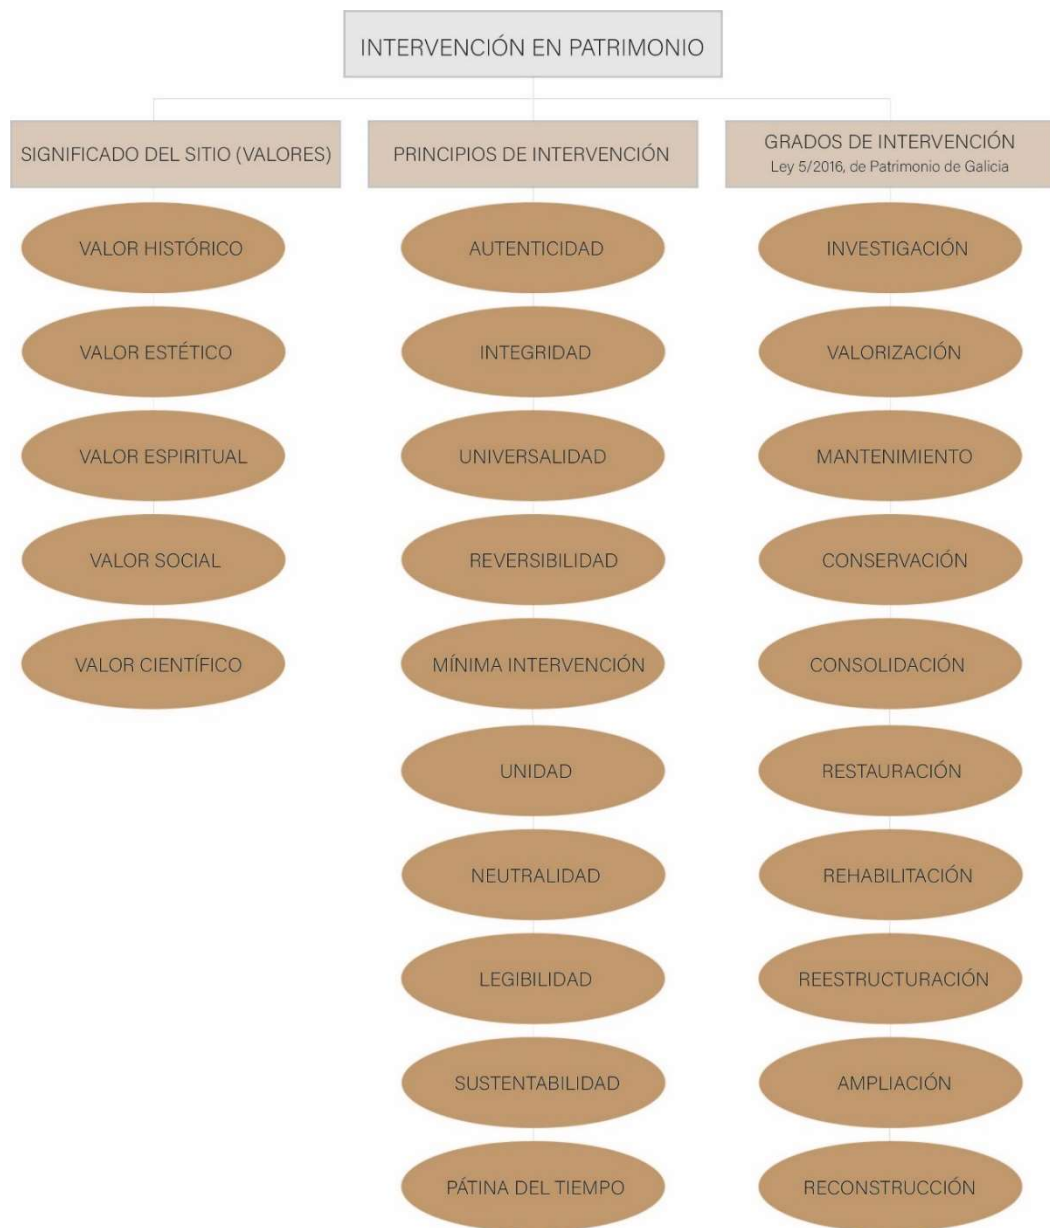 INTERVENCIÓN EN PATRIMONIO
SIGNIFICADO DEL SITIO (VALORES)
VALOR HISTÓRICO
VALOR ESTÉTICO
VALOR ESPIRITUAL
VALOR SOCIAL
VALOR CIENTÍFICO
PRINCIPIOS DE INTERVENCIÓN
AUTENTICIDAD
INTEGRIDAD
UNIVERSALIDAD
REVERSIBILIDAD
MÍNIMA INTERVENCIÓN
UNIDAD
NEUTRALIDAD
LEGIBILIDAD
SUSTENTABILIDAD
PÁTINA DEL TIEMPO
GRADOS DE INTERVENCIÓN
Ley 5/2016, de Patrimonio de Galicia
INVESTIGACIÓN
VALORIZACIÓN
MANTENIMIENTO
CONSERVACIÓN
CONSOLIDACIÓN
RESTAURACIÓN
REHABILITACIÓN
REESTRUCTURACIÓN
AMPLIACIÓN
RECONSTRUCCIÓN